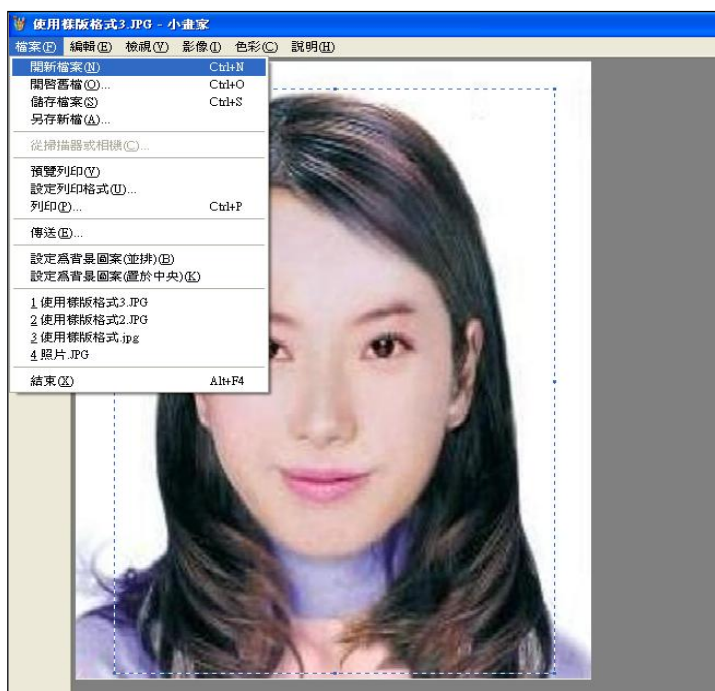 使用樣版格式3.JPG - 小畫家
檔案(F) 編輯(E) 檢視(V) 影像(I) 色彩(C) 說明(H)
開新檔案(N) Ctrl+N
開啓舊檔(O)... Ctrl+O
儲存檔案(S) Ctrl+S
另存新檔(A)...
從掃描器或相機(C)...
預覽列印(V)
設定列印格式(U)...
列印(P)... Ctrl+P
傳送(E)...
設定爲背景圖案(並排)(B)
設定爲背景圖案(置於中央)(K)
1 使用樣版格式3.JPG
2 使用樣版格式2.JPG
3 使用樣版格式.jpg
4 照片.JPG
結束(X) Alt+F4